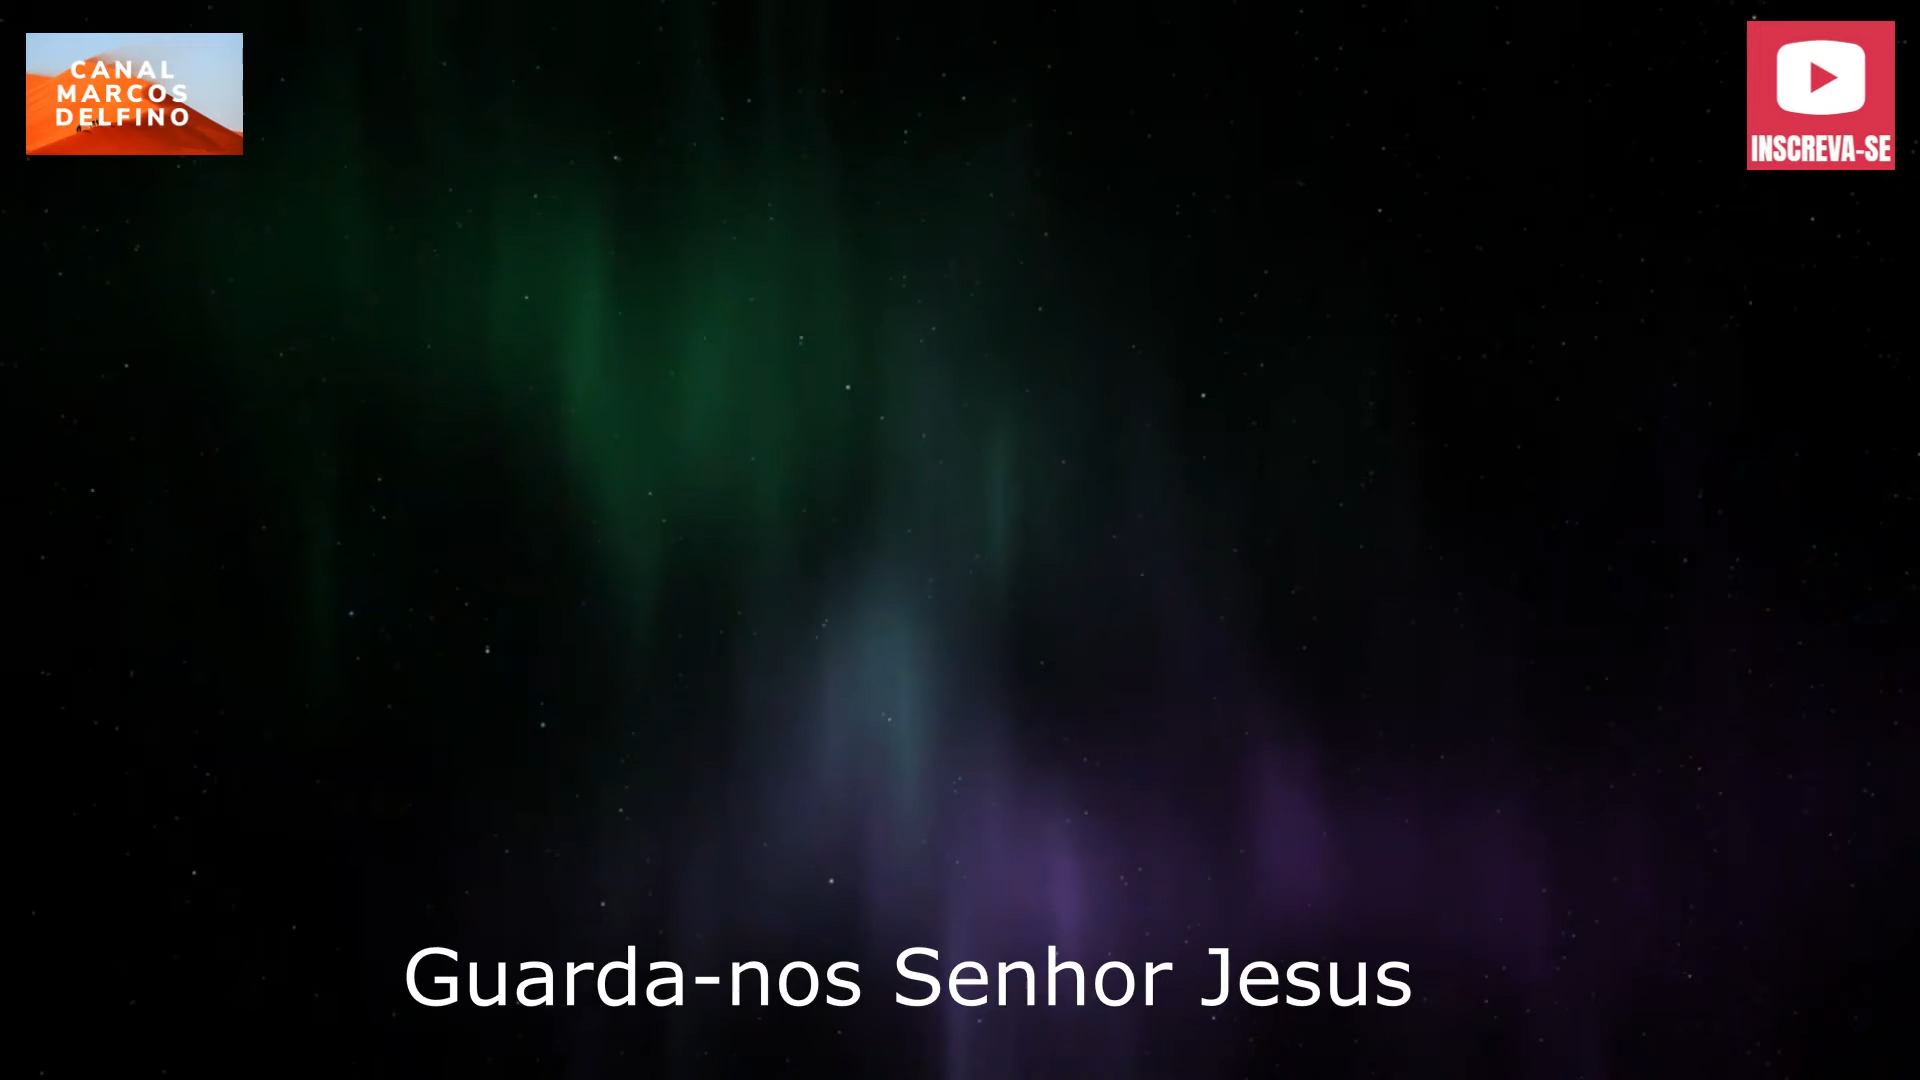 CANAL
MARCOS
DELFINO
INSCREVA-SE
Guarda-nos Senhor Jesus